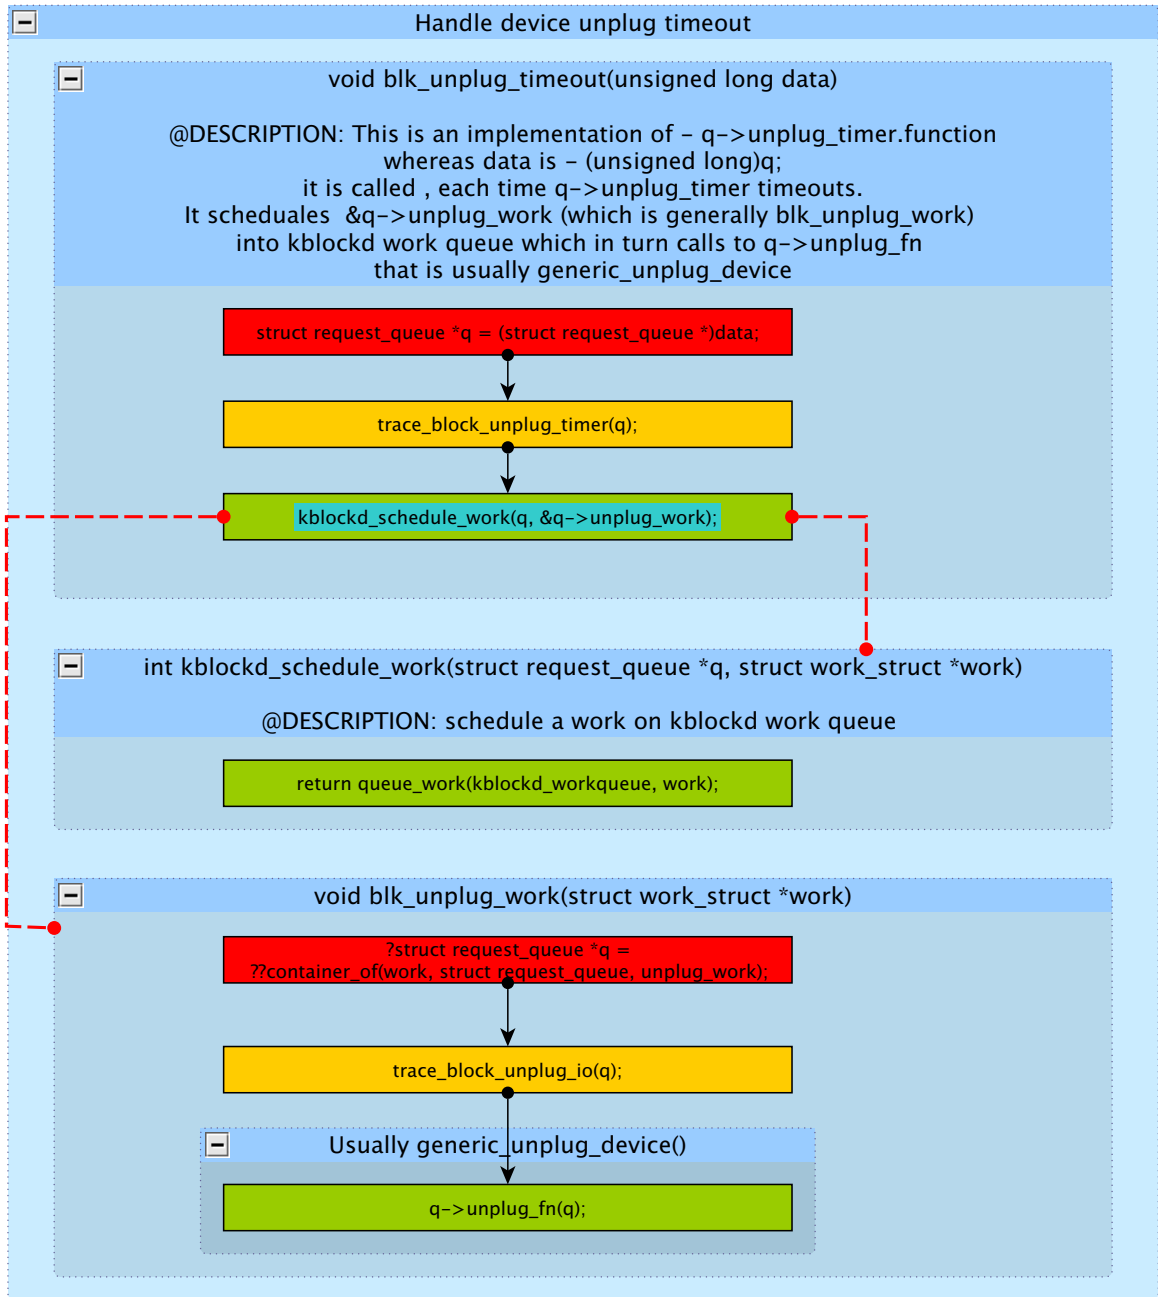 Handle device unplug timeout
void blk_unplug_timeout(unsigned long data)
@DESCRIPTION: This is an implementation of – q–>unplug_timer.function
whereas data is – (unsigned long)q;
it is called , each time q–>unplug_timer timeouts.
It scheduales  &q–>unplug_work (which is generally blk_unplug_work)
into kblockd work queue which in turn calls to q–>unplug_fn
that is usually generic_unplug_device
struct request_queue *q = (struct request_queue *)data;
trace_block_unplug_timer(q);
kblockd_schedule_work(q, &q–>unplug_work);
int kblockd_schedule_work(struct request_queue *q, struct work_struct *work)
@DESCRIPTION: schedule a work on kblockd work queue
return queue_work(kblockd_workqueue, work);
void blk_unplug_work(struct work_struct *work)
?struct request_queue *q =
??container_of(work, struct request_queue, unplug_work);
trace_block_unplug_io(q);
Usually generic_unplug_device()
q–>unplug_fn(q);